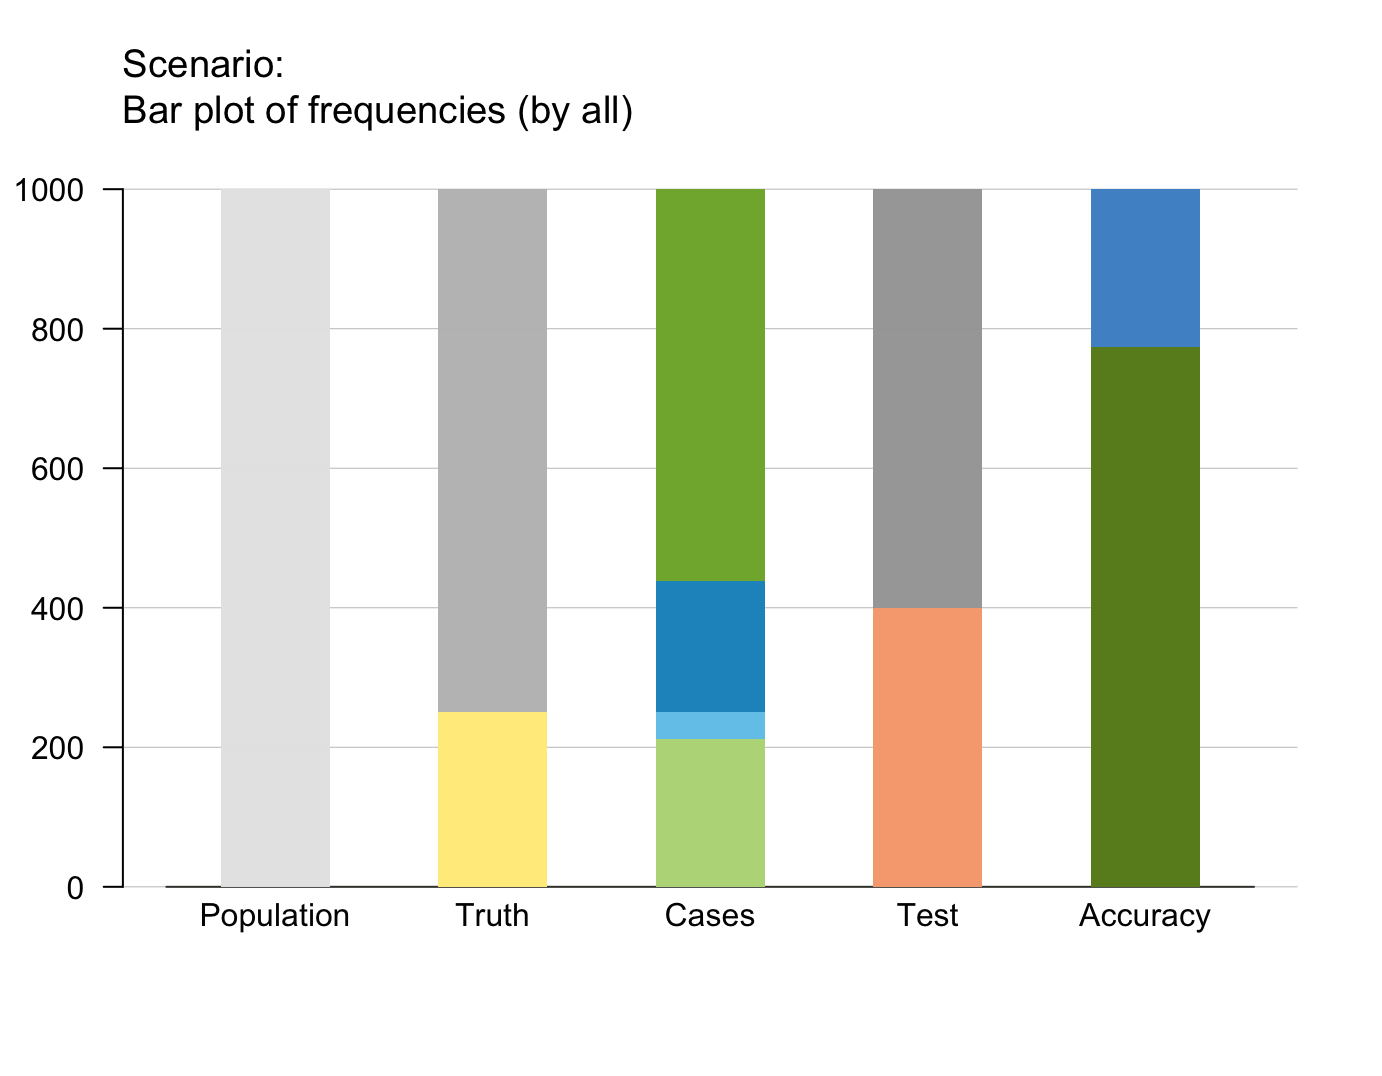 Scenario:
Bar plot of frequencies (by all)
1000
800
600
400
200
0
Population Truth Cases Test Accuracy